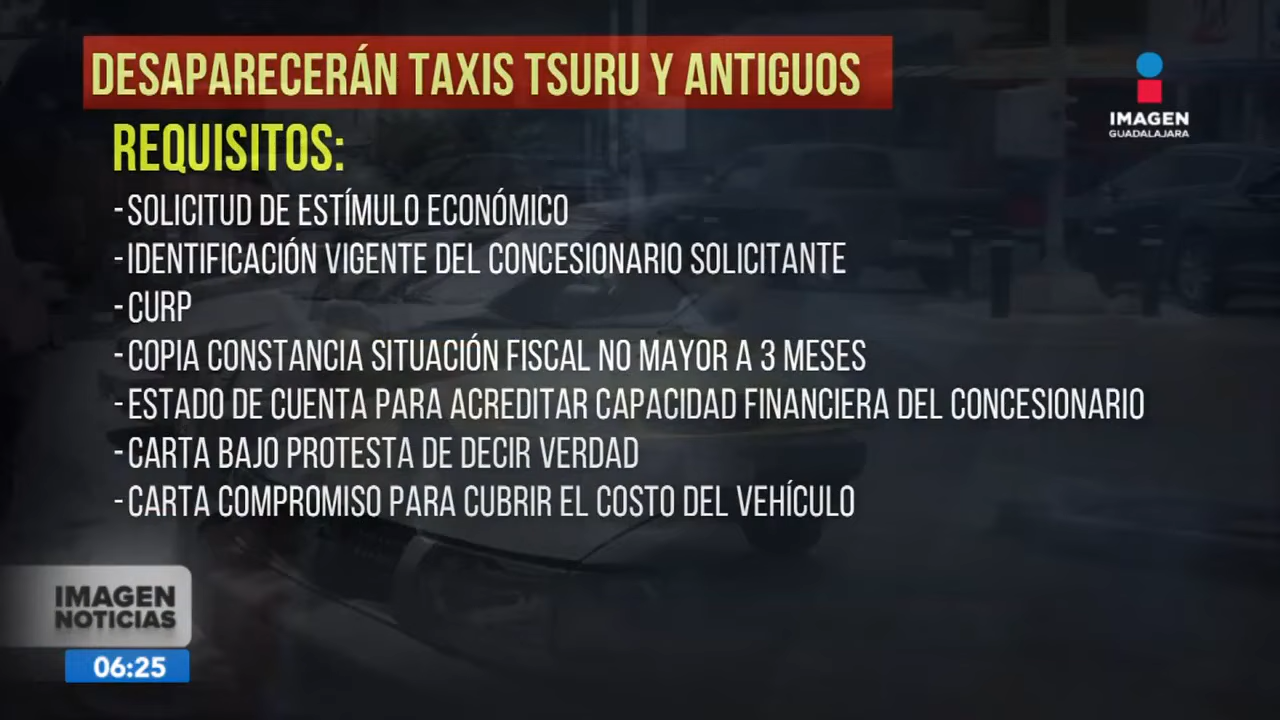 DESAPARECERÁN TAXIS TSURU Y ANTIGUOS
IMAGEN
GUADALAJARA
REQUISITOS:
-SOLICITUD DE ESTÍMULO ECONÓMICO
-IDENTIFICACIÓN VIGENTE DEL CONCESIONARIO SOLICITANTE
-CURP
-COPIA CONSTANCIA SITUACIÓN FISCAL NO MAYOR A 3 MESES
-ESTADO DE CUENTA PARA ACREDITAR CAPACIDAD FINANCIERA DEL CONCESIONARIO
-CARTA BAJO PROTESTA DE DECIR VERDAD
-CARTA COMPROMISO PARA CUBRIR EL COSTO DEL VEHÍCULO
IMAGEN
NOTICIAS
06:25